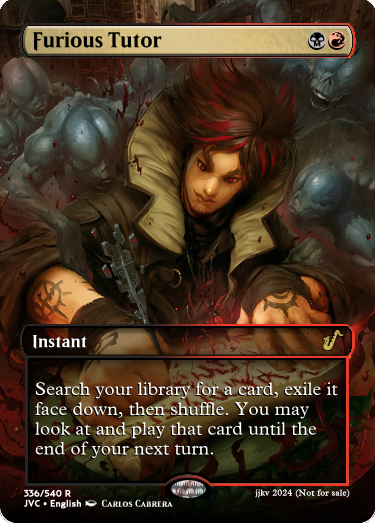 Furious Tutor
Instant
Search your library for a card, exile it
face down, then shuffle. You may
look at and play that card until the
end of your next turn.
336/540 R
JVC • English Carlos Cabrera
jjkv 2024 (Not for sale)